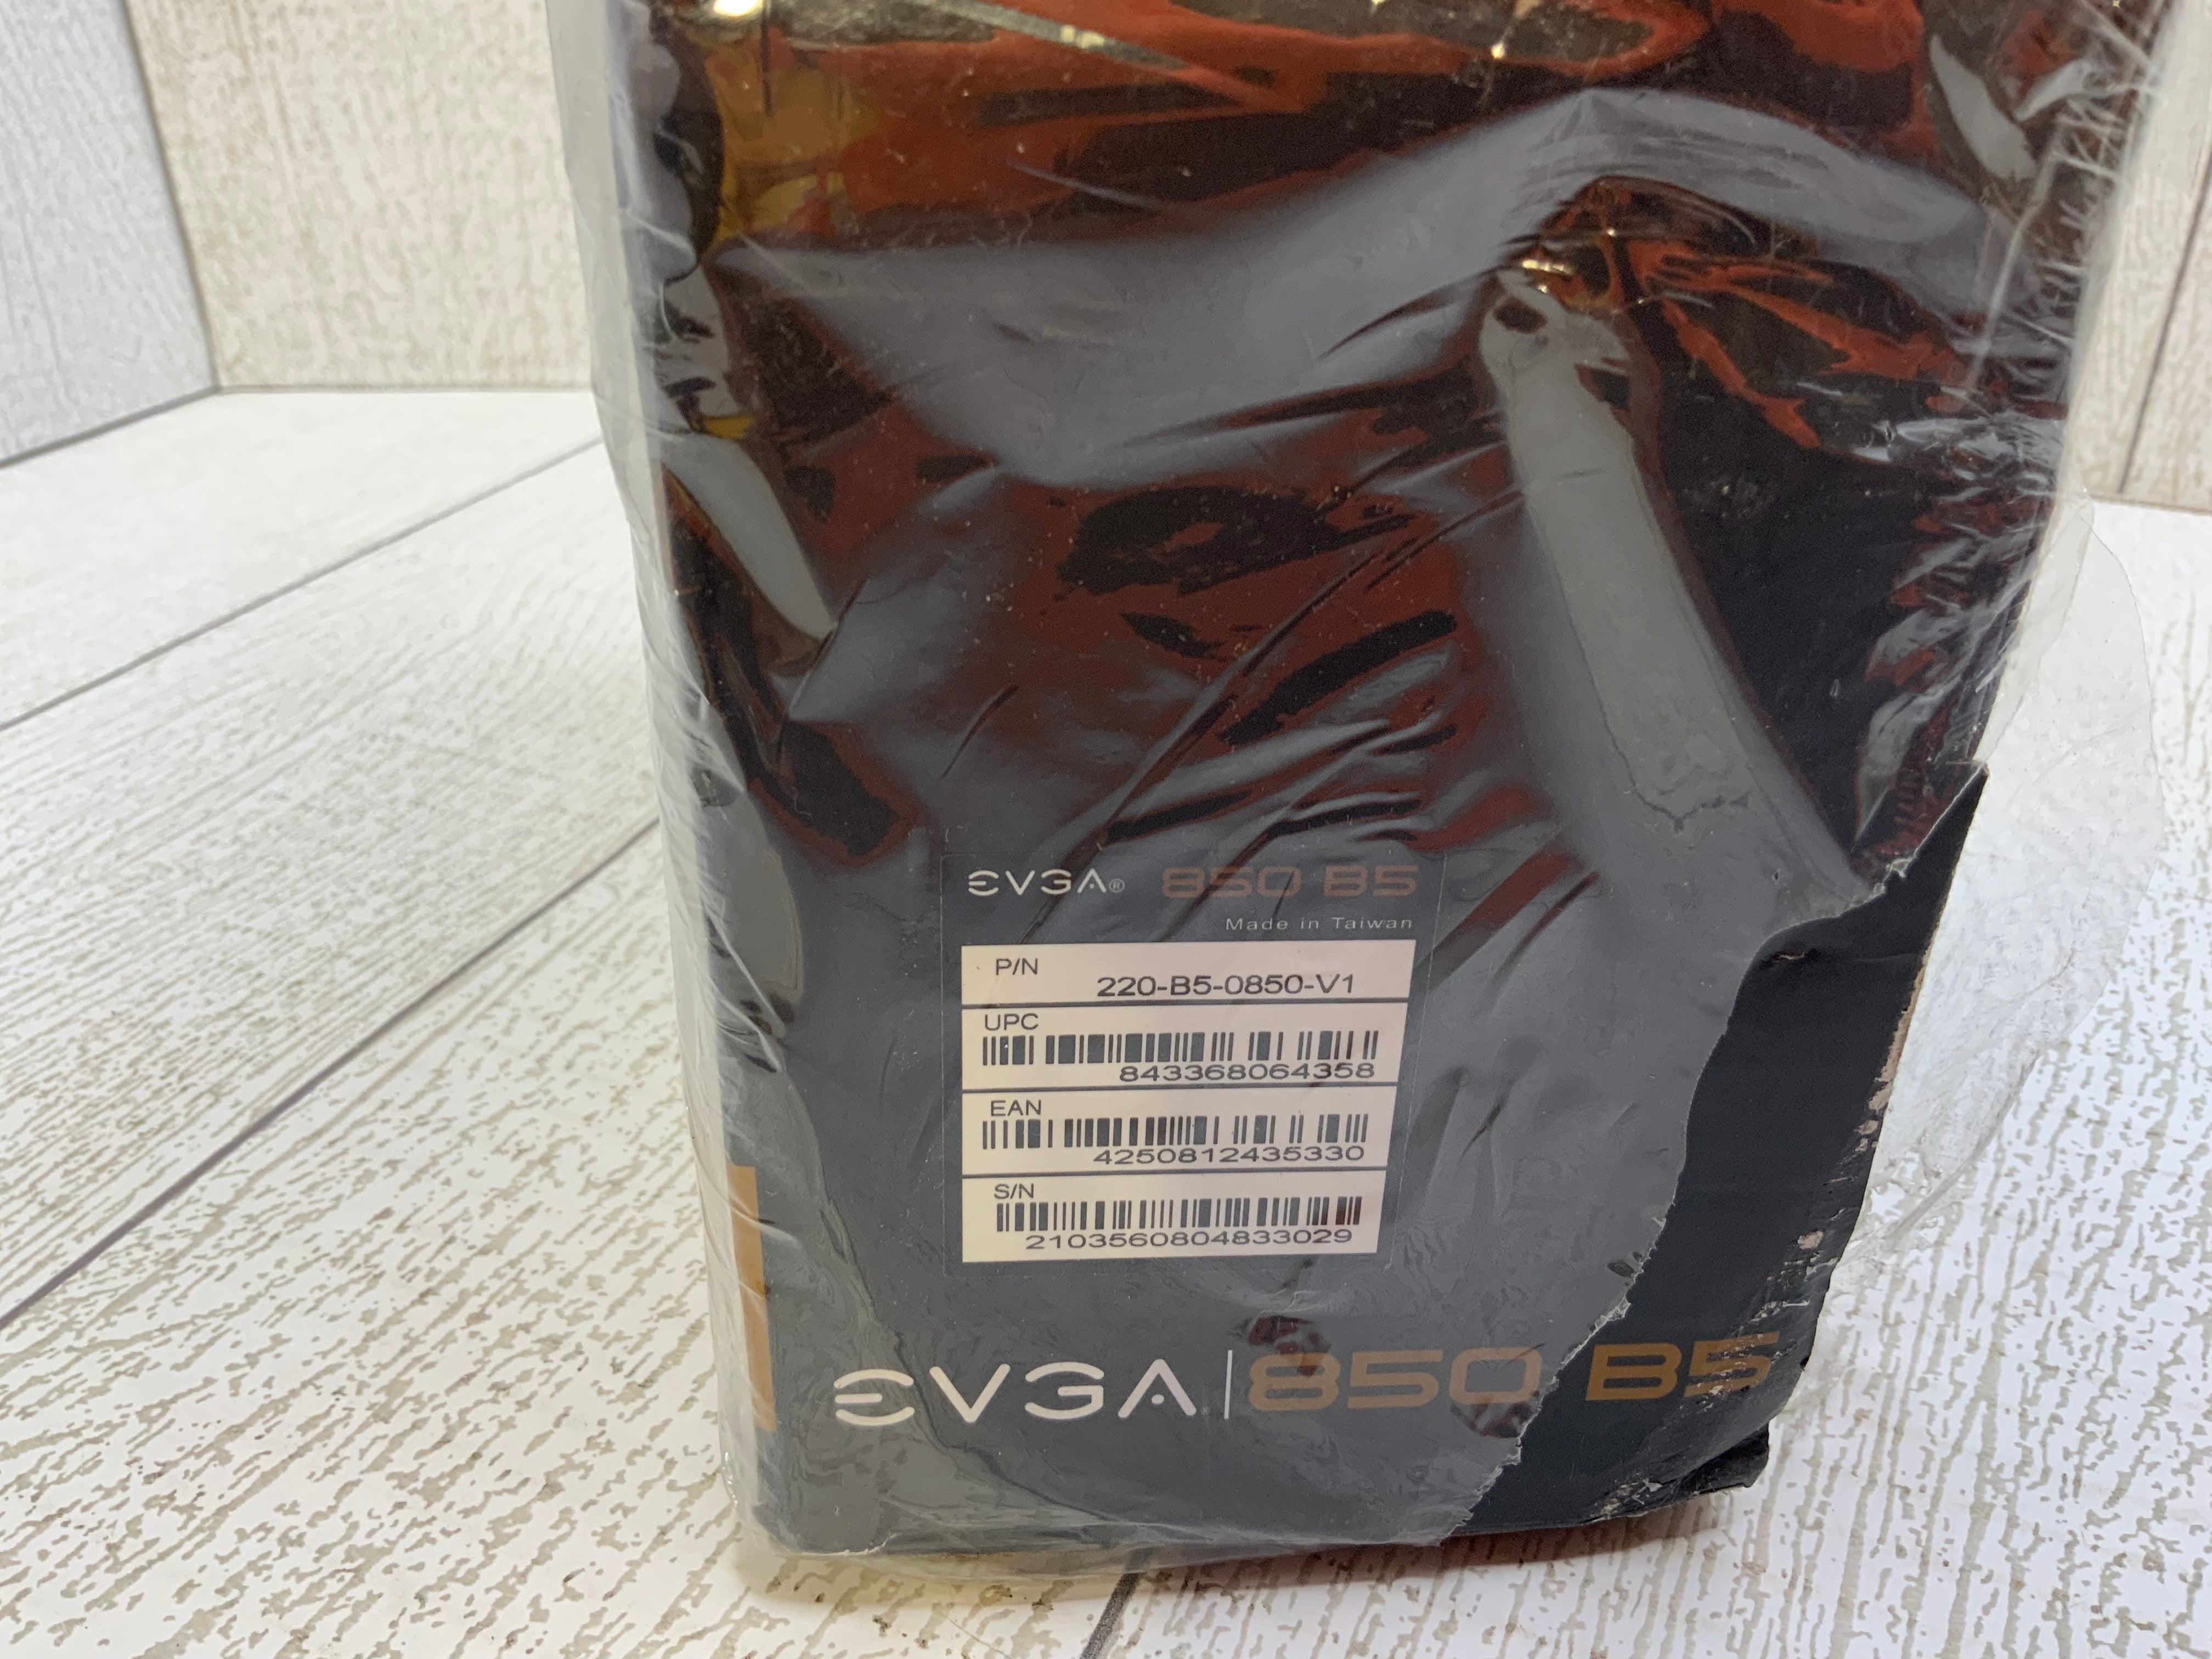 EVGA® 850 B5
Made in Taiwan
P/N
220-B5-0850-V1
UPC
843368064358
EAN
4250812435330
S/N
2103560804833029
EVGA | 850 B5